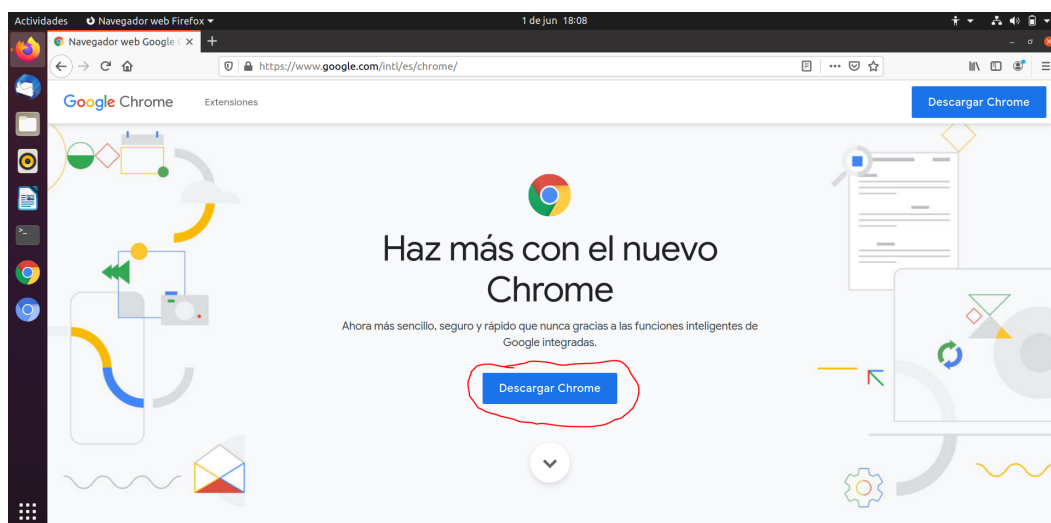 Actividades
Navegador web Firefox
1 de jun 18:08
Navegador web Google C
https://www.google.com/intl/es/chrome/
Google Chrome
Extensiones
Descargar Chrome
Haz más con el nuevo
Chrome
Ahora más sencillo, seguro y rápido que nunca gracias a las funciones inteligentes de
Google integradas.
Descargar Chrome